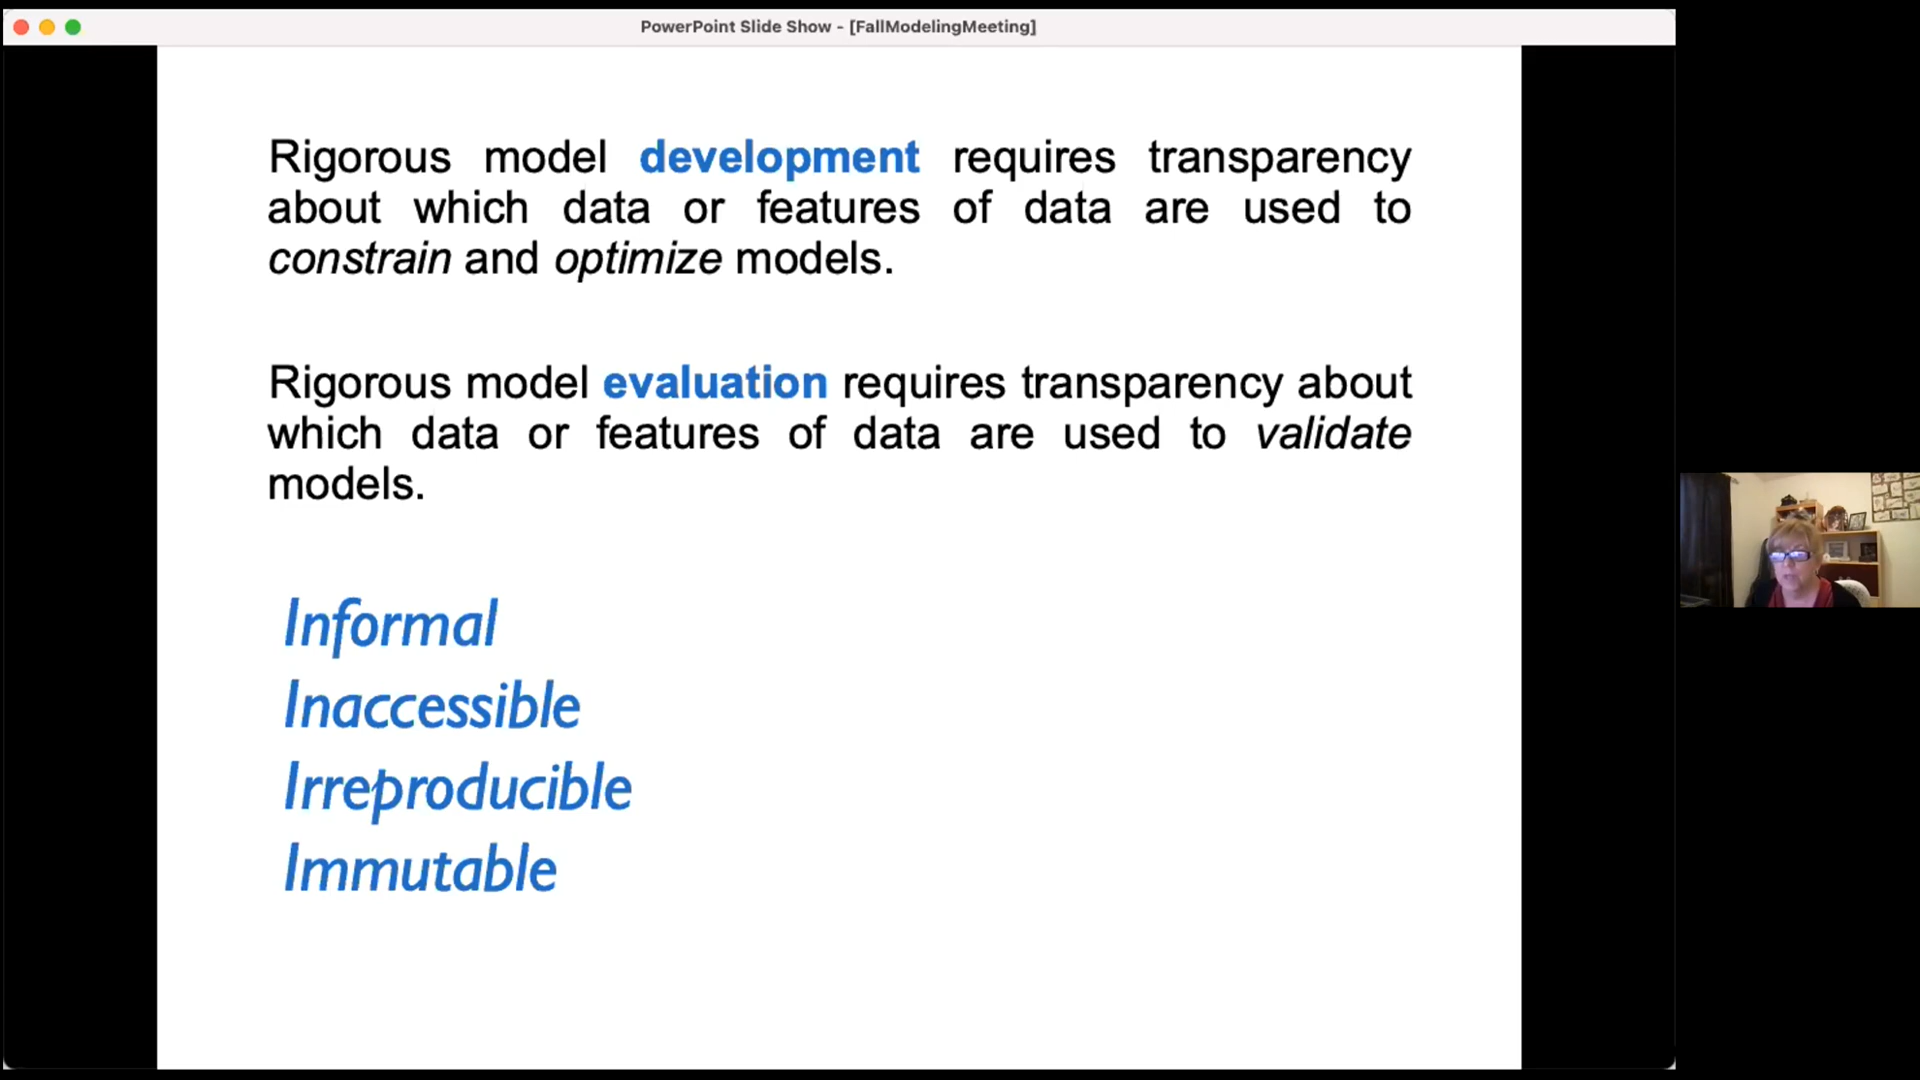 PowerPoint Slide Show - [FallModelingMeeting]
Rigorous model development requires transparency
about which data or features of data are used to
constrain and optimize models.
Rigorous model evaluation requires transparency about
which data or features of data are used to validate
models.
Informal
Inaccessible
Irreproducible
Immutable